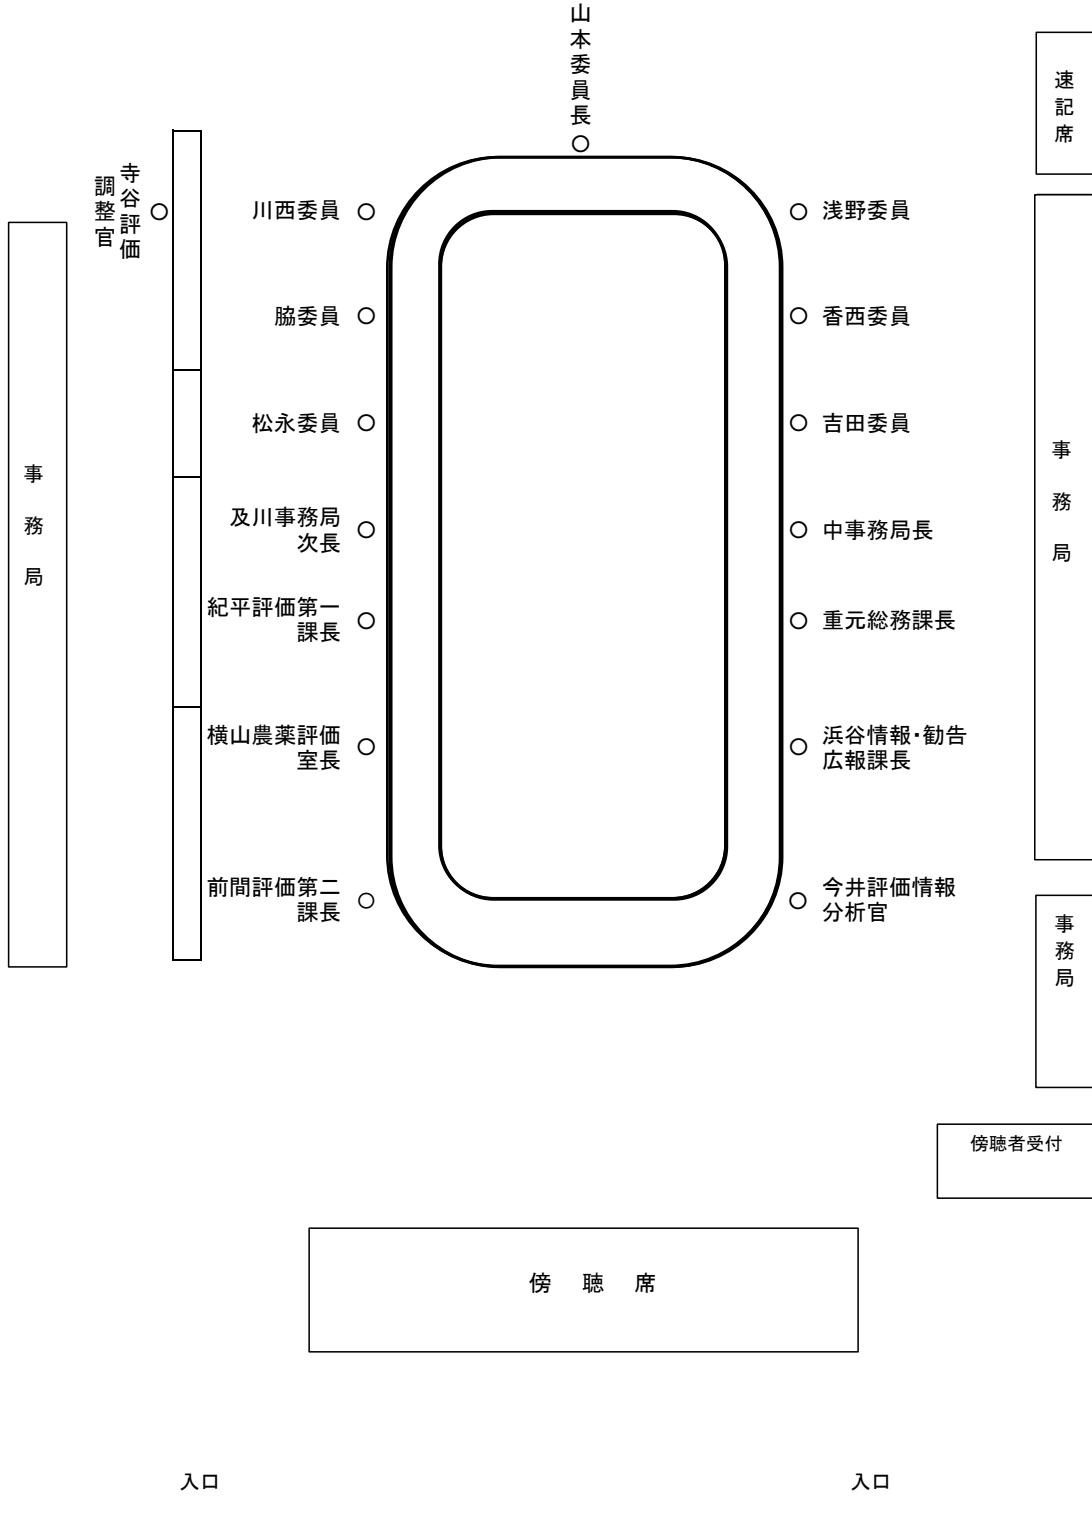 山本委員長
速記席
寺谷評価
調整官
川西委員
浅野委員
脇委員
香西委員
松永委員
吉田委員
事務局
事務局
及川事務局
次長
中事務局長
紀平評価第一
課長
重元総務課長
横山農薬評価
室長
浜谷情報・勧告
広報課長
前間評価第二
課長
今井評価情報
分析官
事務局
傍聴者受付
傍 聴 席
入口
入口